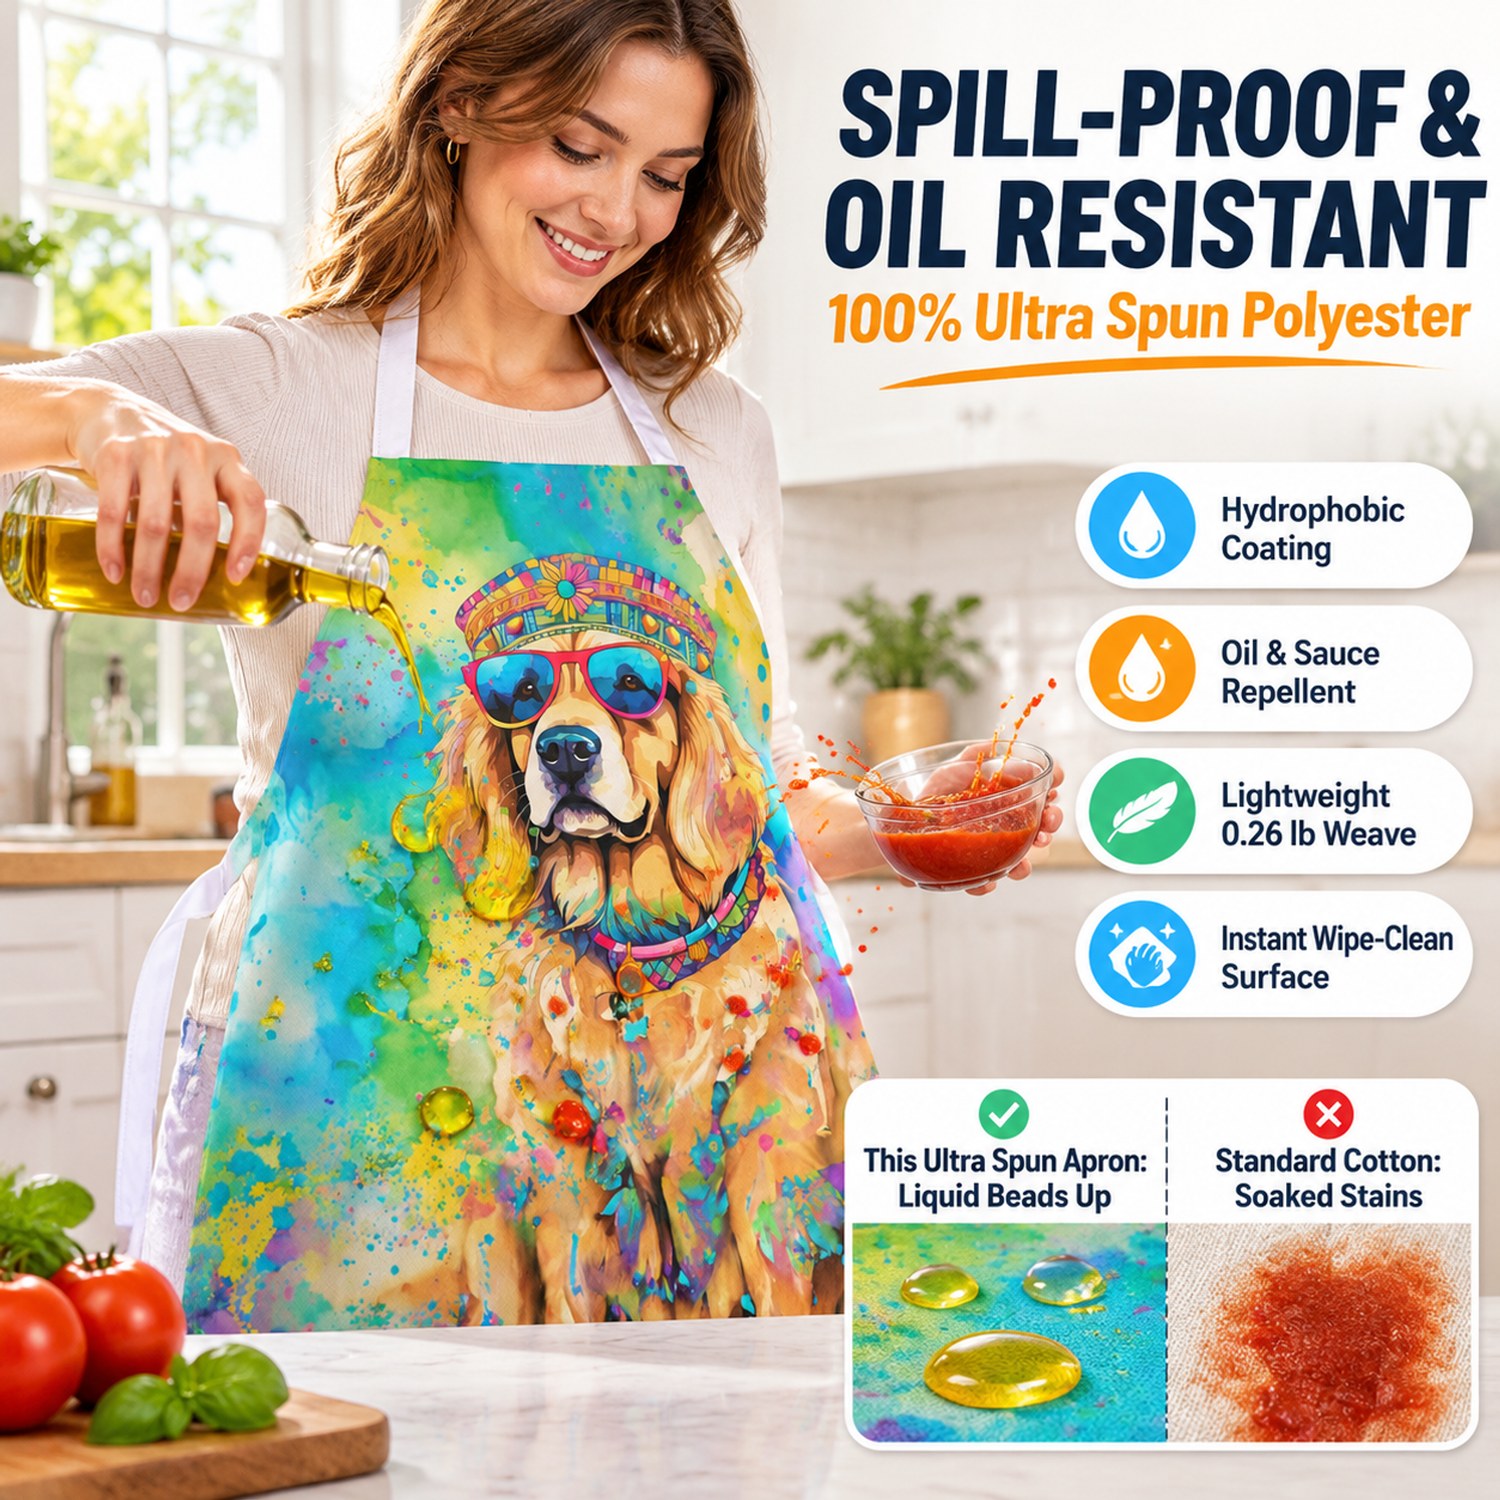 SPILL-PROOF &
OIL RESISTANT
100% Ultra Spun Polyester
Hydrophobic
Coating
Oil & Sauce
Repellent
Lightweight
0.26 lb Weave
Instant Wipe-Clean
Surface
This Ultra Spun Apron:
Liquid Beads Up
Standard Cotton:
Soaked Stains